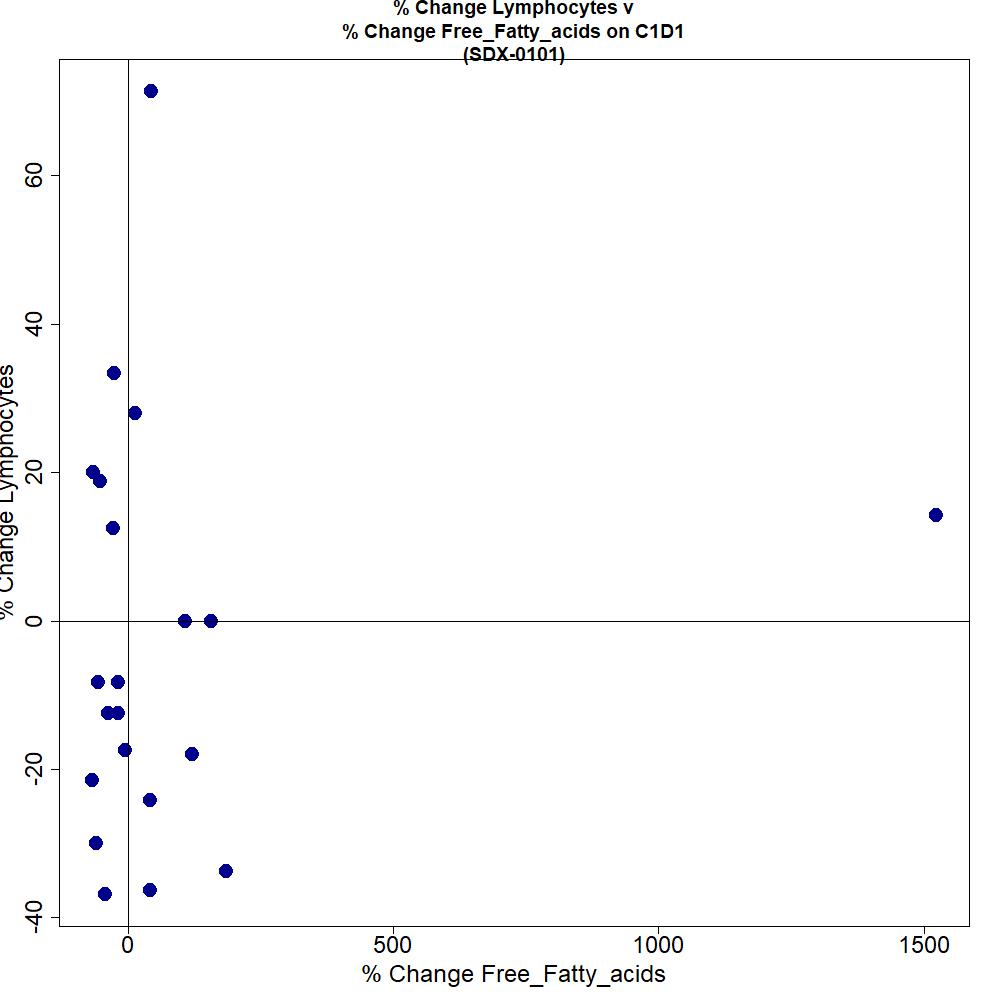 % Change Lymphocytes v
% Change Free_Fatty_acids on C1D1
(SDX-0101)
% Change Lymphocytes
60
40
20
0
-20
-40
0 500 1000 1500
% Change Free_Fatty_acids